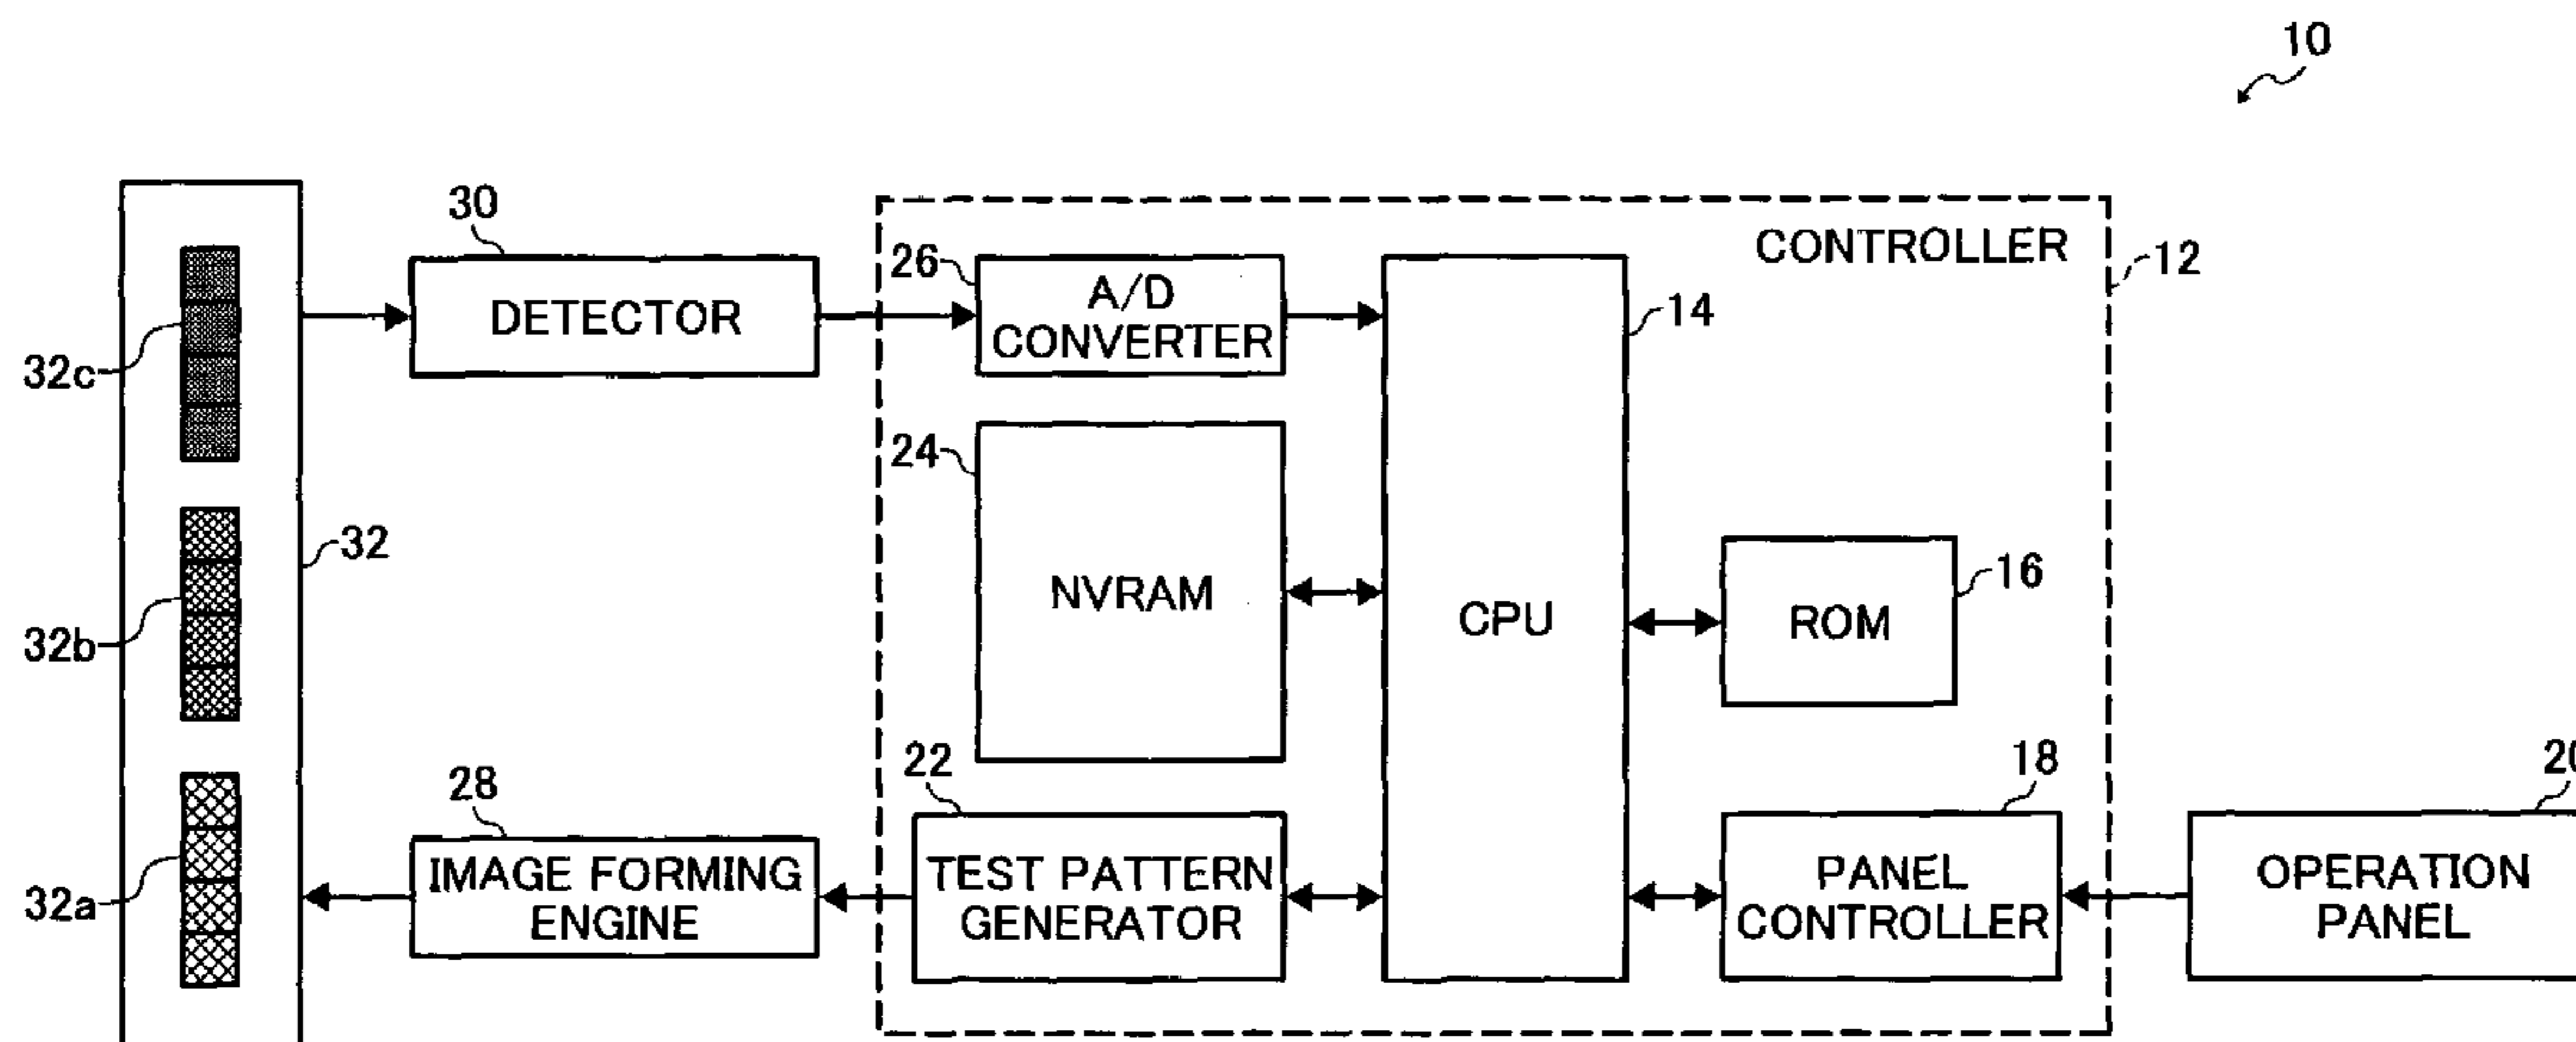 10
30
CONTROLLER
26
A/D
CONVERTER
12
DETECTOR
14
32c
24
32
NVRAM
CPU
16
ROM
32b
22
18
28
TEST PATTERN
GENERATOR
PANEL
CONTROLLER
OPERATION
PANEL
IMAGE FORMING
ENGINE
32a